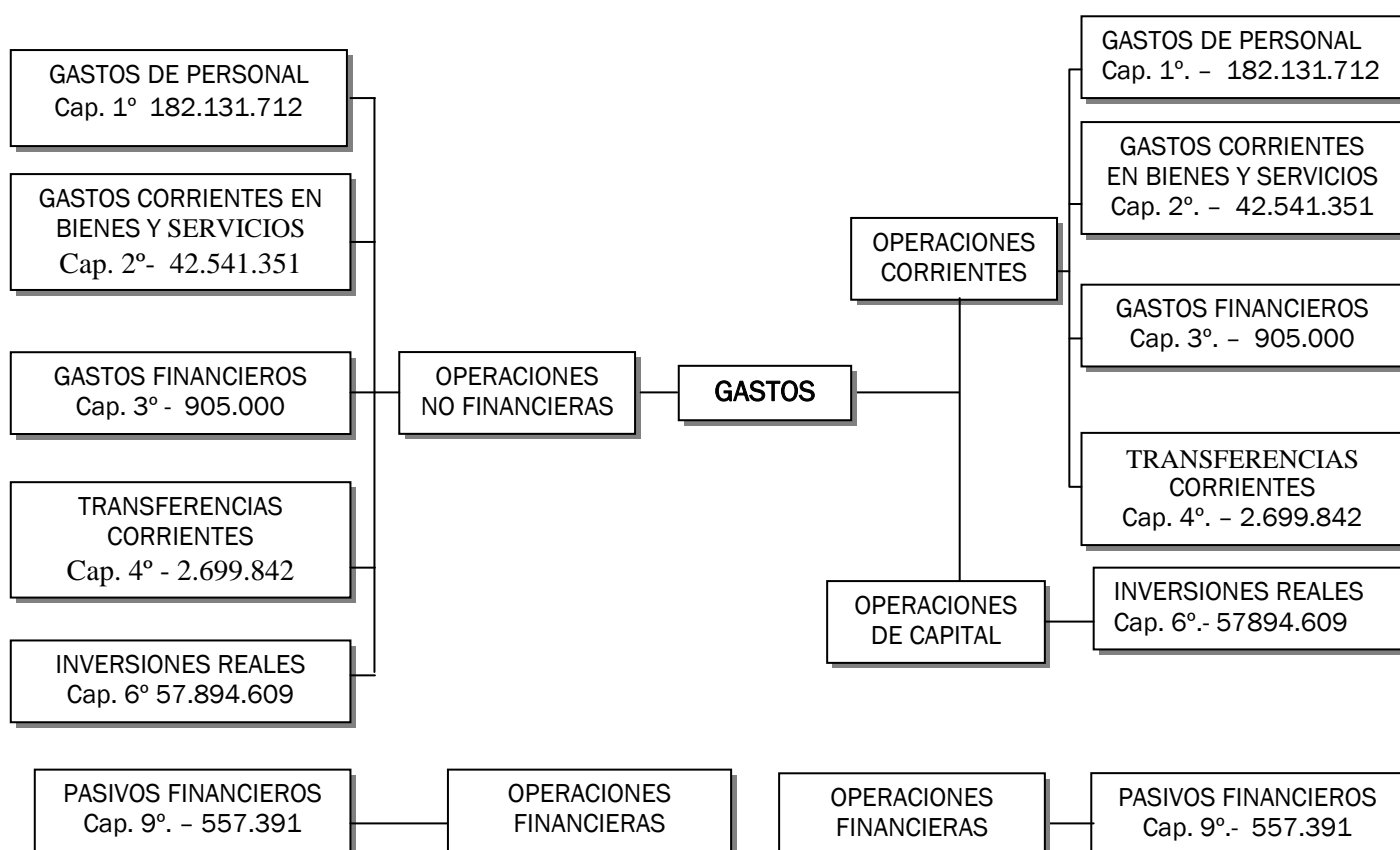 GASTOS DE PERSONAL
Cap. 1º 182.131.712
GASTOS CORRIENTES EN
BIENES Y SERVICIOS
Cap. 2º- 42.541.351
GASTOS FINANCIEROS
Cap. 3º - 905.000
TRANSFERENCIAS
CORRIENTES
Cap. 4º - 2.699.842
INVERSIONES REALES
Cap. 6º 57.894.609
OPERACIONES
NO FINANCIERAS
GASTOS
OPERACIONES
CORRIENTES
OPERACIONES
DE CAPITAL
GASTOS DE PERSONAL
Cap. 1º. – 182.131.712
GASTOS CORRIENTES
EN BIENES Y SERVICIOS
Cap. 2º. – 42.541.351
GASTOS FINANCIEROS
Cap. 3º. – 905.000
TRANSFERENCIAS
CORRIENTES
Cap. 4º. – 2.699.842
INVERSIONES REALES
Cap. 6º.- 57894.609
PASIVOS FINANCIEROS
Cap. 9º. – 557.391
OPERACIONES
FINANCIERAS
OPERACIONES
FINANCIERAS
PASIVOS FINANCIEROS
Cap. 9º.- 557.391